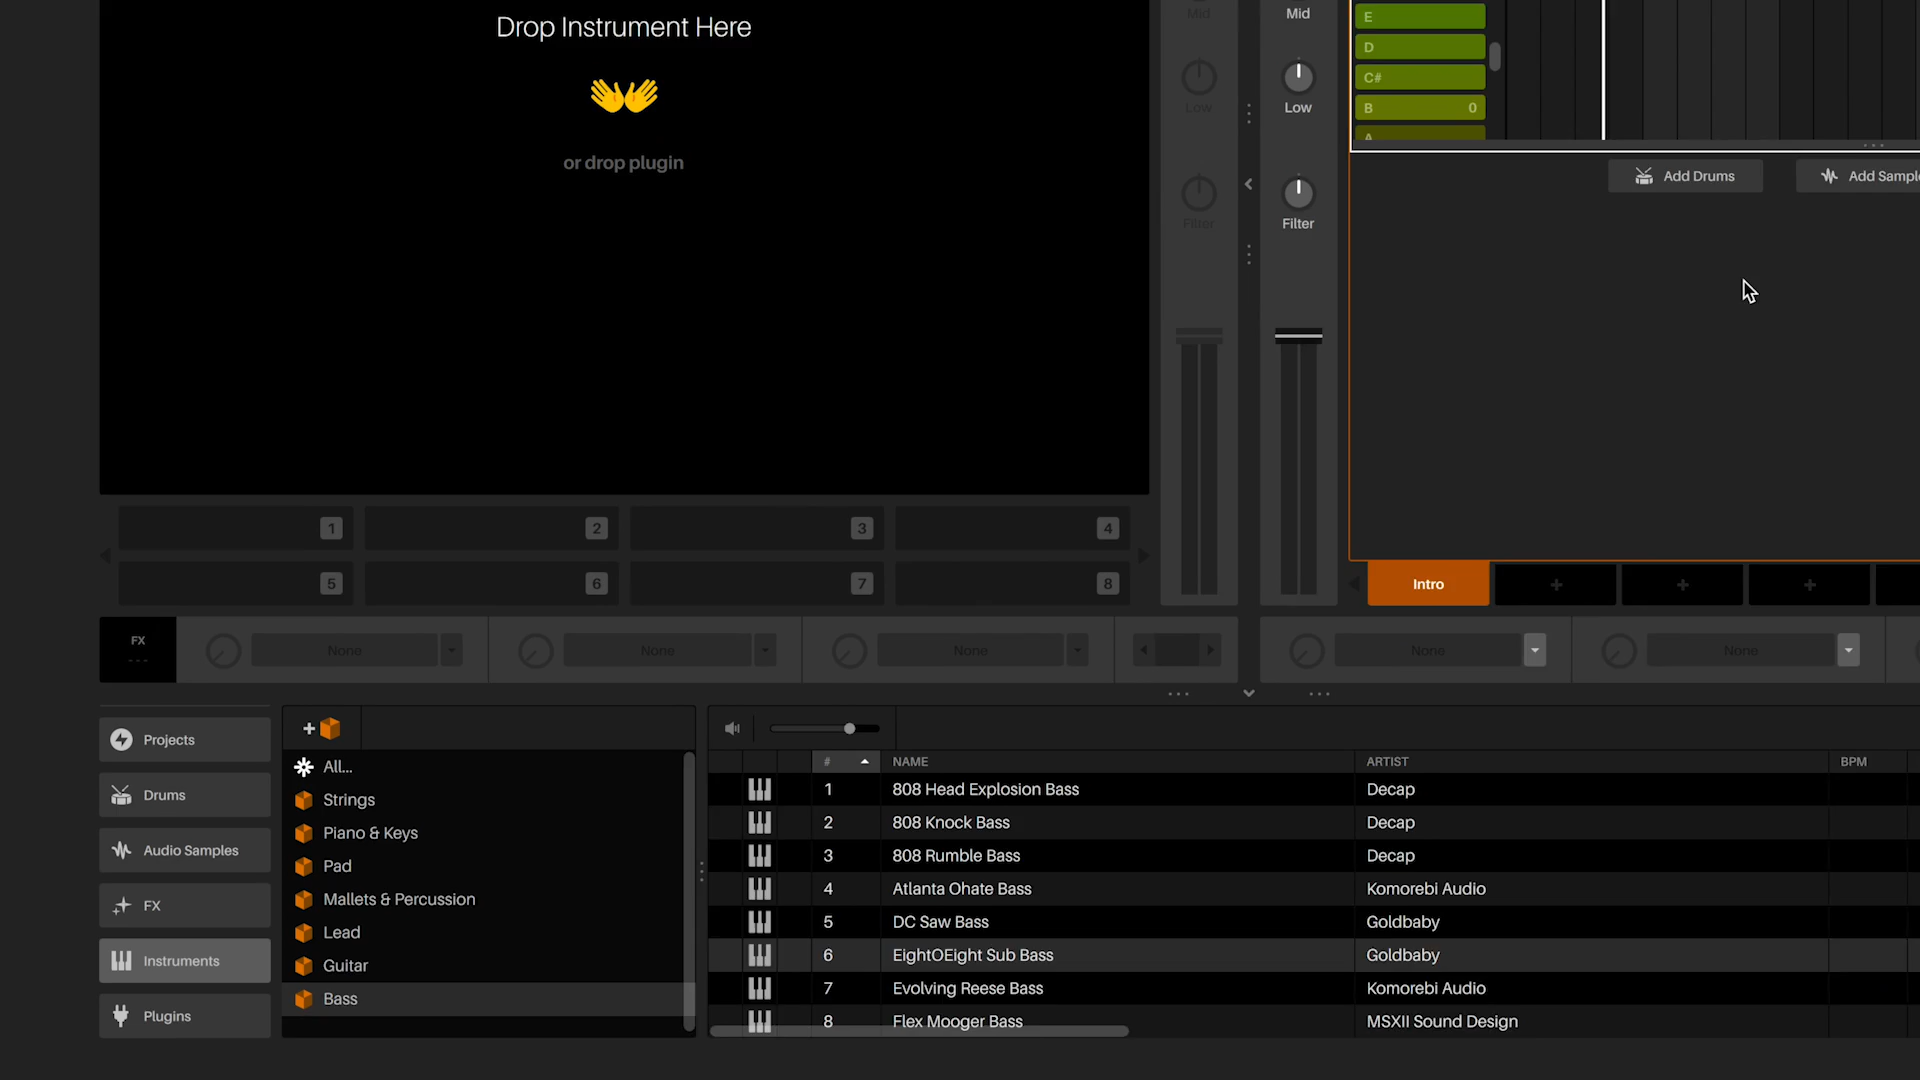 Drop Instrument Here
or drop plugin
Mid
Low
Filter
Mid
Low
Filter
E
D
C#
B 0
A
Add Drums
Add Sampl
1
2
3
4
5
6
7
8
Intro
+
+
+
FX
None
None
None
None
None
Projects
Drums
Audio Samples
FX
Instruments
Plugins
+
All...
Strings
Piano & Keys
Pad
Mallets & Percussion
Lead
Guitar
Bass
# NAME ARTIST BPM
1 808 Head Explosion Bass Decap
2 808 Knock Bass Decap
3 808 Rumble Bass Decap
4 Atlanta Ohate Bass Komorebi Audio
5 DC Saw Bass Goldbaby
6 EightOEight Sub Bass Goldbaby
7 Evolving Reese Bass Komorebi Audio
8 Flex Mooger Bass MSXII Sound Design